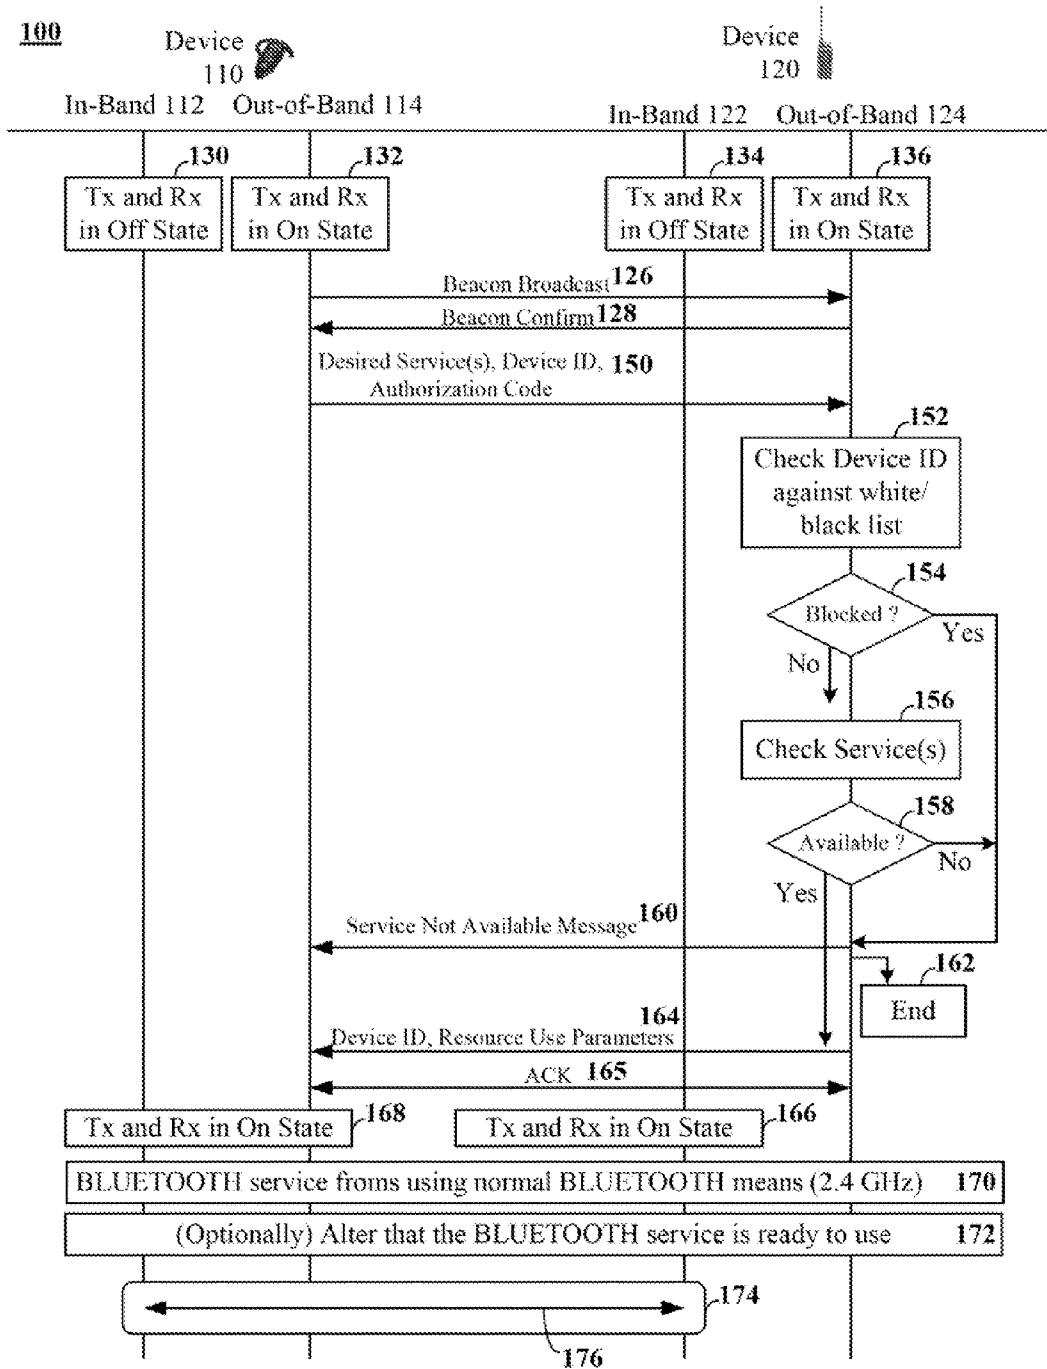 100
Device
110
Device
120
In-Band 112
Out-of-Band 114
In-Band 122
Out-of-Band 124
130
132
134
136
Tx and Rx
in Off State
Tx and Rx
in On State
Tx and Rx
in Off State
Tx and Rx
in On State
Beacon Broadcast 126
Beacon Confirm 128
Desired Service(s), Device ID, 150
Authorization Code
152
Check Device ID
against white/
black list
154
Blocked ?
Yes
No
156
Check Service(s)
158
Available ?
No
Yes
Service Not Available Message 160
162
End
164
Device ID, Resource Use Parameters
ACK 165
168
Tx and Rx in On State
166
Tx and Rx in On State
BLUETOOTH service froms using normal BLUETOOTH means (2.4 GHz) 170
(Optionally) Alter that the BLUETOOTH service is ready to use 172
174
176